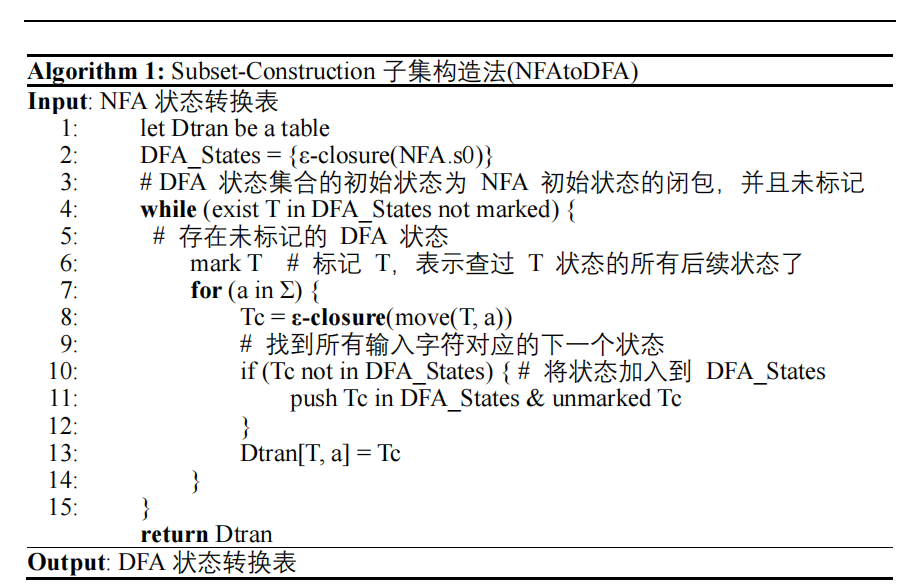 Algorithm 1: Subset-Construction 子集构造法(NFAtoDFA)
Input: NFA 状态转换表
1: let Dtran be a table
2: DFA_States = {ε-closure(NFA.s0)}
3: # DFA 状态集合的初始状态为 NFA 初始状态的闭包，并且未标记
4: while (exist T in DFA_States not marked) {
5: # 存在未标记的 DFA 状态
6: mark T # 标记 T，表示查过 T 状态的所有后续状态了
7: for (a in Σ) {
8: Tc = ε-closure(move(T, a))
9: # 找到所有输入字符对应的下一个状态
10: if (Tc not in DFA_States) { # 将状态加入到 DFA_States
11: push Tc in DFA_States & unmarked Tc
12: }
13: Dtran[T, a] = Tc
14: }
15: }
return Dtran
Output: DFA 状态转换表